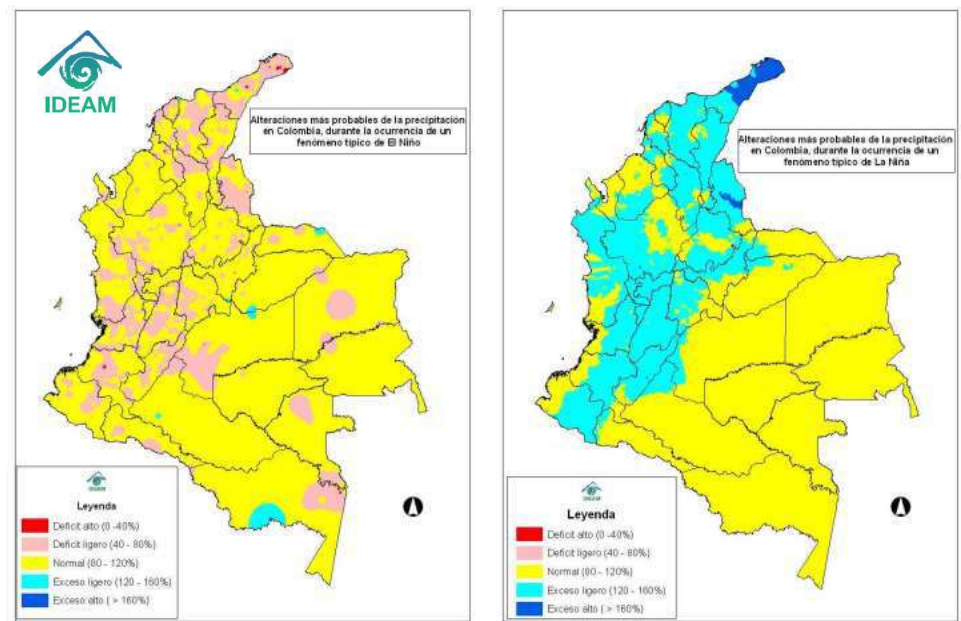 IDEAM
Alteraciones más probables de la precipitación
en Colombia, durante la ocurrencia de un
fenómeno típico de El Niño
IDEAM
Leyenda
Deficit alto (0 -40%)
Deficit ligero (40 - 80%)
Normal (80 - 120%)
Exceso ligero (120 - 160%)
Exceso alto ( > 160%)
Alteraciones más probables de la precipitación
en Colombia, durante la ocurrencia de un
fenómeno típico de La Niña
IDEAM
Leyenda
Deficit alto (0 -40%)
Deficit ligero (40 - 80%)
Normal (80 - 120%)
Exceso ligero (120 - 160%)
Exceso alto ( > 160%)